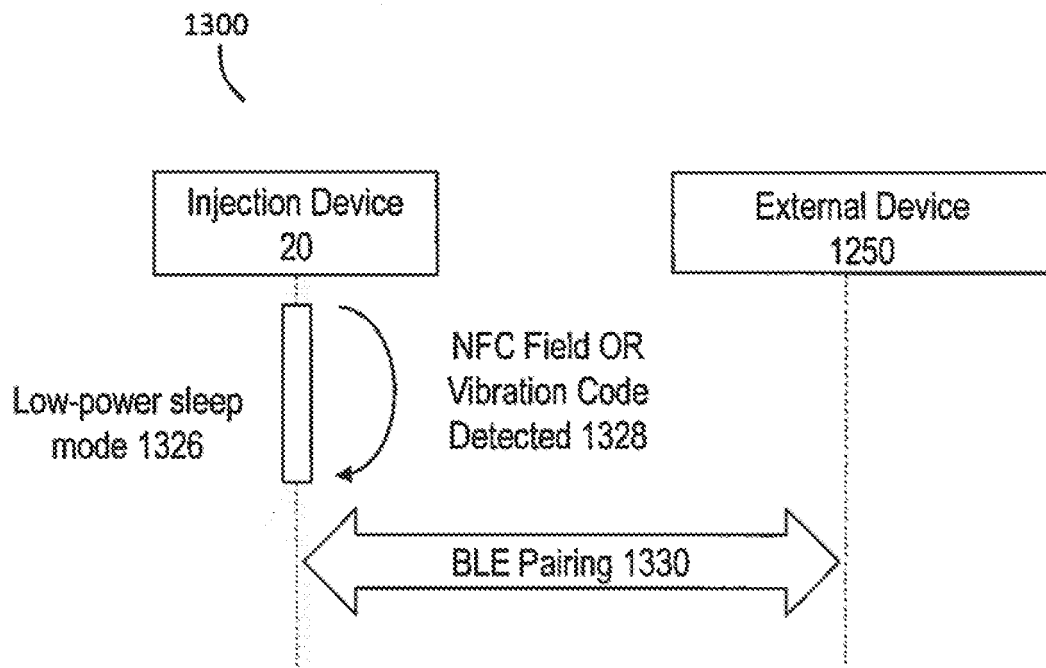 1300
Injection Device
20
External Device
1250
NFC Field OR
Vibration Code
Detected 1328
Low-power sleep
mode 1326
BLE Pairing 1330